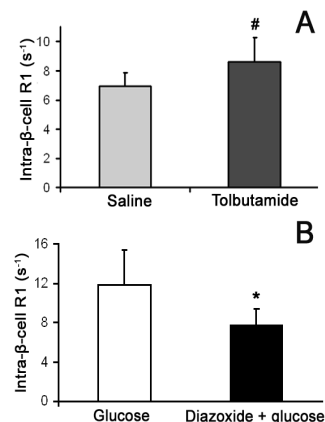 A
Intra-β-cell R1 (s⁻¹)
10
8
6
4
2
0
#
Saline
Tolbutamide
B
Intra-β-cell R1 (s⁻¹)
16
12
8
4
0
*
Glucose
Diazoxide + glucose